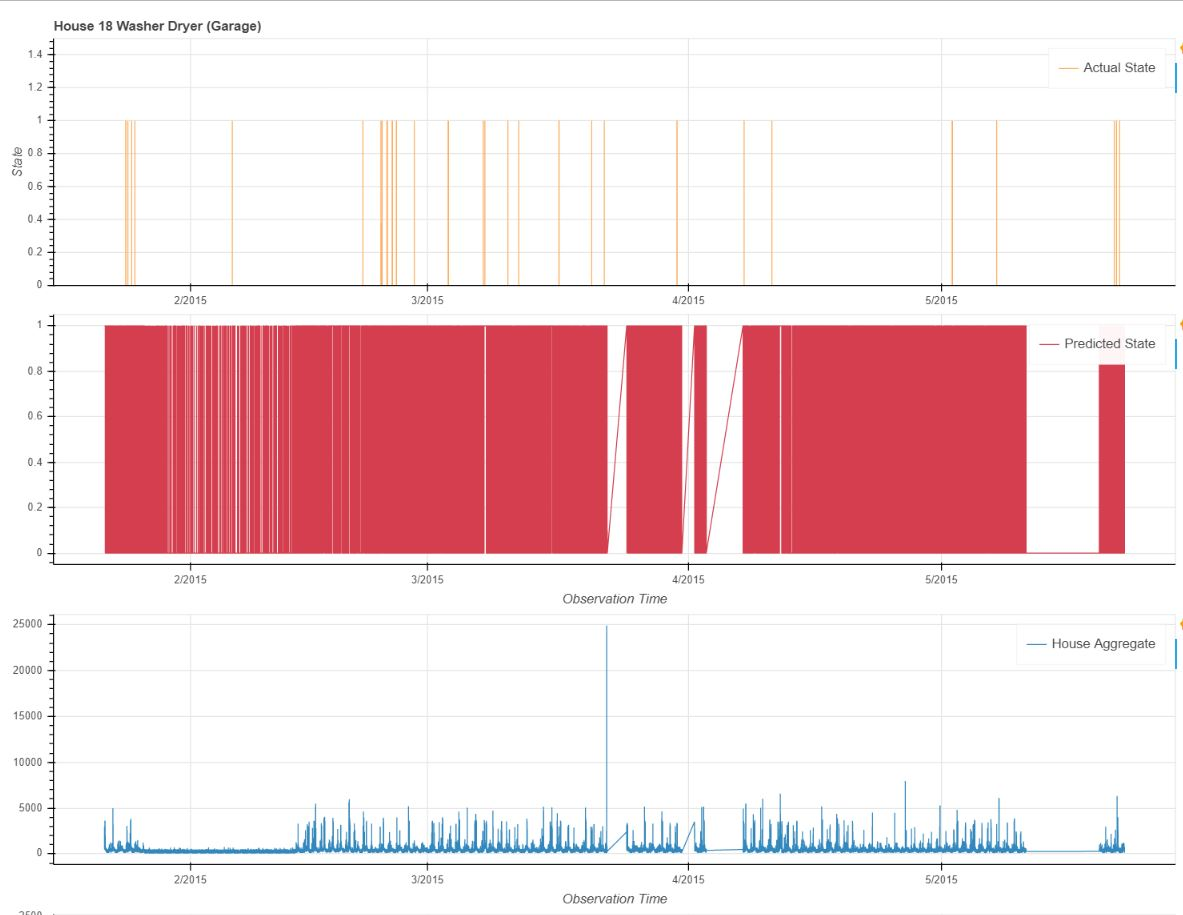 House 18 Washer Dryer (Garage)
1.4
1.2
1
0.8
0.6
0.4
0.2
0
State
Actual State
2/2015 3/2015 4/2015 5/2015
1
0.8
0.6
0.4
0.2
0
Predicted State
2/2015 3/2015 4/2015 5/2015
Observation Time
25000
20000
15000
10000
5000
0
House Aggregate
2/2015 3/2015 4/2015 5/2015
Observation Time